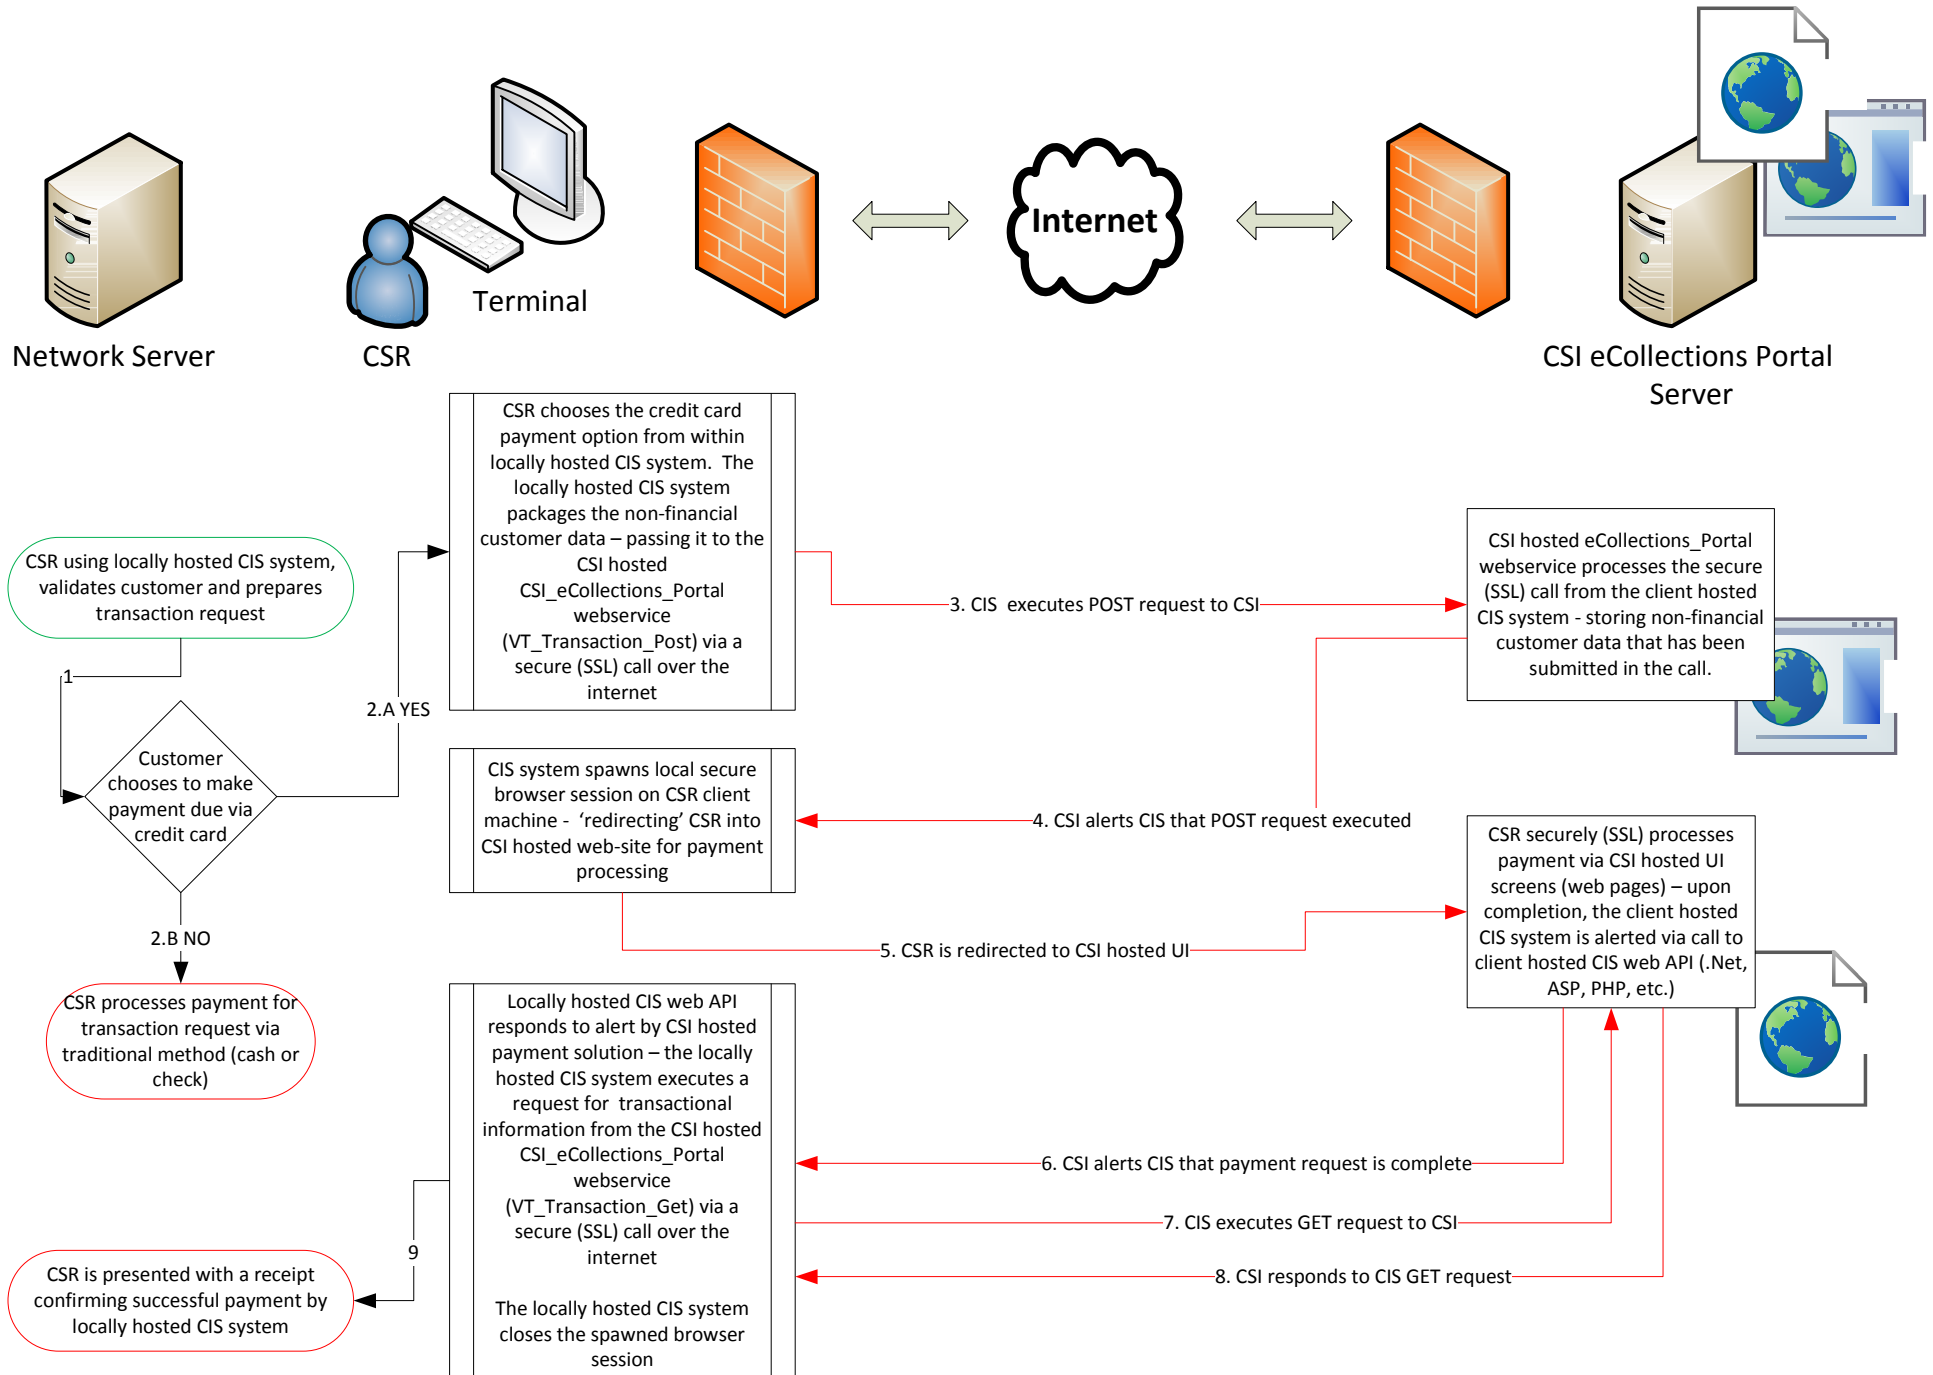 Internet
Terminal
Network Server
CSR
CSI eCollections Portal
Server
CSR chooses the credit card
payment option from within
locally hosted CIS system.  The
locally hosted CIS system
packages the non-financial
customer data – passing it to the
CSI hosted
CSI_eCollections_Portal
webservice
(VT_Transaction_Post) via a
secure (SSL) call over the
internet
CSR using locally hosted CIS system,
validates customer and prepares
transaction request
3. CIS  executes POST request to CSI
CSI hosted eCollections_Portal
webservice processes the secure
(SSL) call from the client hosted
CIS system - storing non-financial
customer data that has been
submitted in the call.
1
2.A YES
Customer
chooses to make
payment due via
credit card
CIS system spawns local secure
browser session on CSR client
machine -  ‘redirecting’ CSR into
CSI hosted web-site for payment
processing
4. CSI alerts CIS that POST request executed
CSR securely (SSL) processes
payment via CSI hosted UI
screens (web pages) – upon
completion, the client hosted
CIS system is alerted via call to
client hosted CIS web API (.Net,
ASP, PHP, etc.)
2.B NO
5. CSR is redirected to CSI hosted UI
CSR processes payment for
transaction request via
traditional method (cash or
check)
Locally hosted CIS web API
responds to alert by CSI hosted
payment solution – the locally
hosted CIS system executes a
request for  transactional
information from the CSI hosted
CSI_eCollections_Portal
webservice
(VT_Transaction_Get) via a
secure (SSL) call over the
internet
The locally hosted CIS system
closes the spawned browser
session
6. CSI alerts CIS that payment request is complete
7. CIS executes GET request to CSI
8. CSI responds to CIS GET request
9
CSR is presented with a receipt
confirming successful payment by
locally hosted CIS system